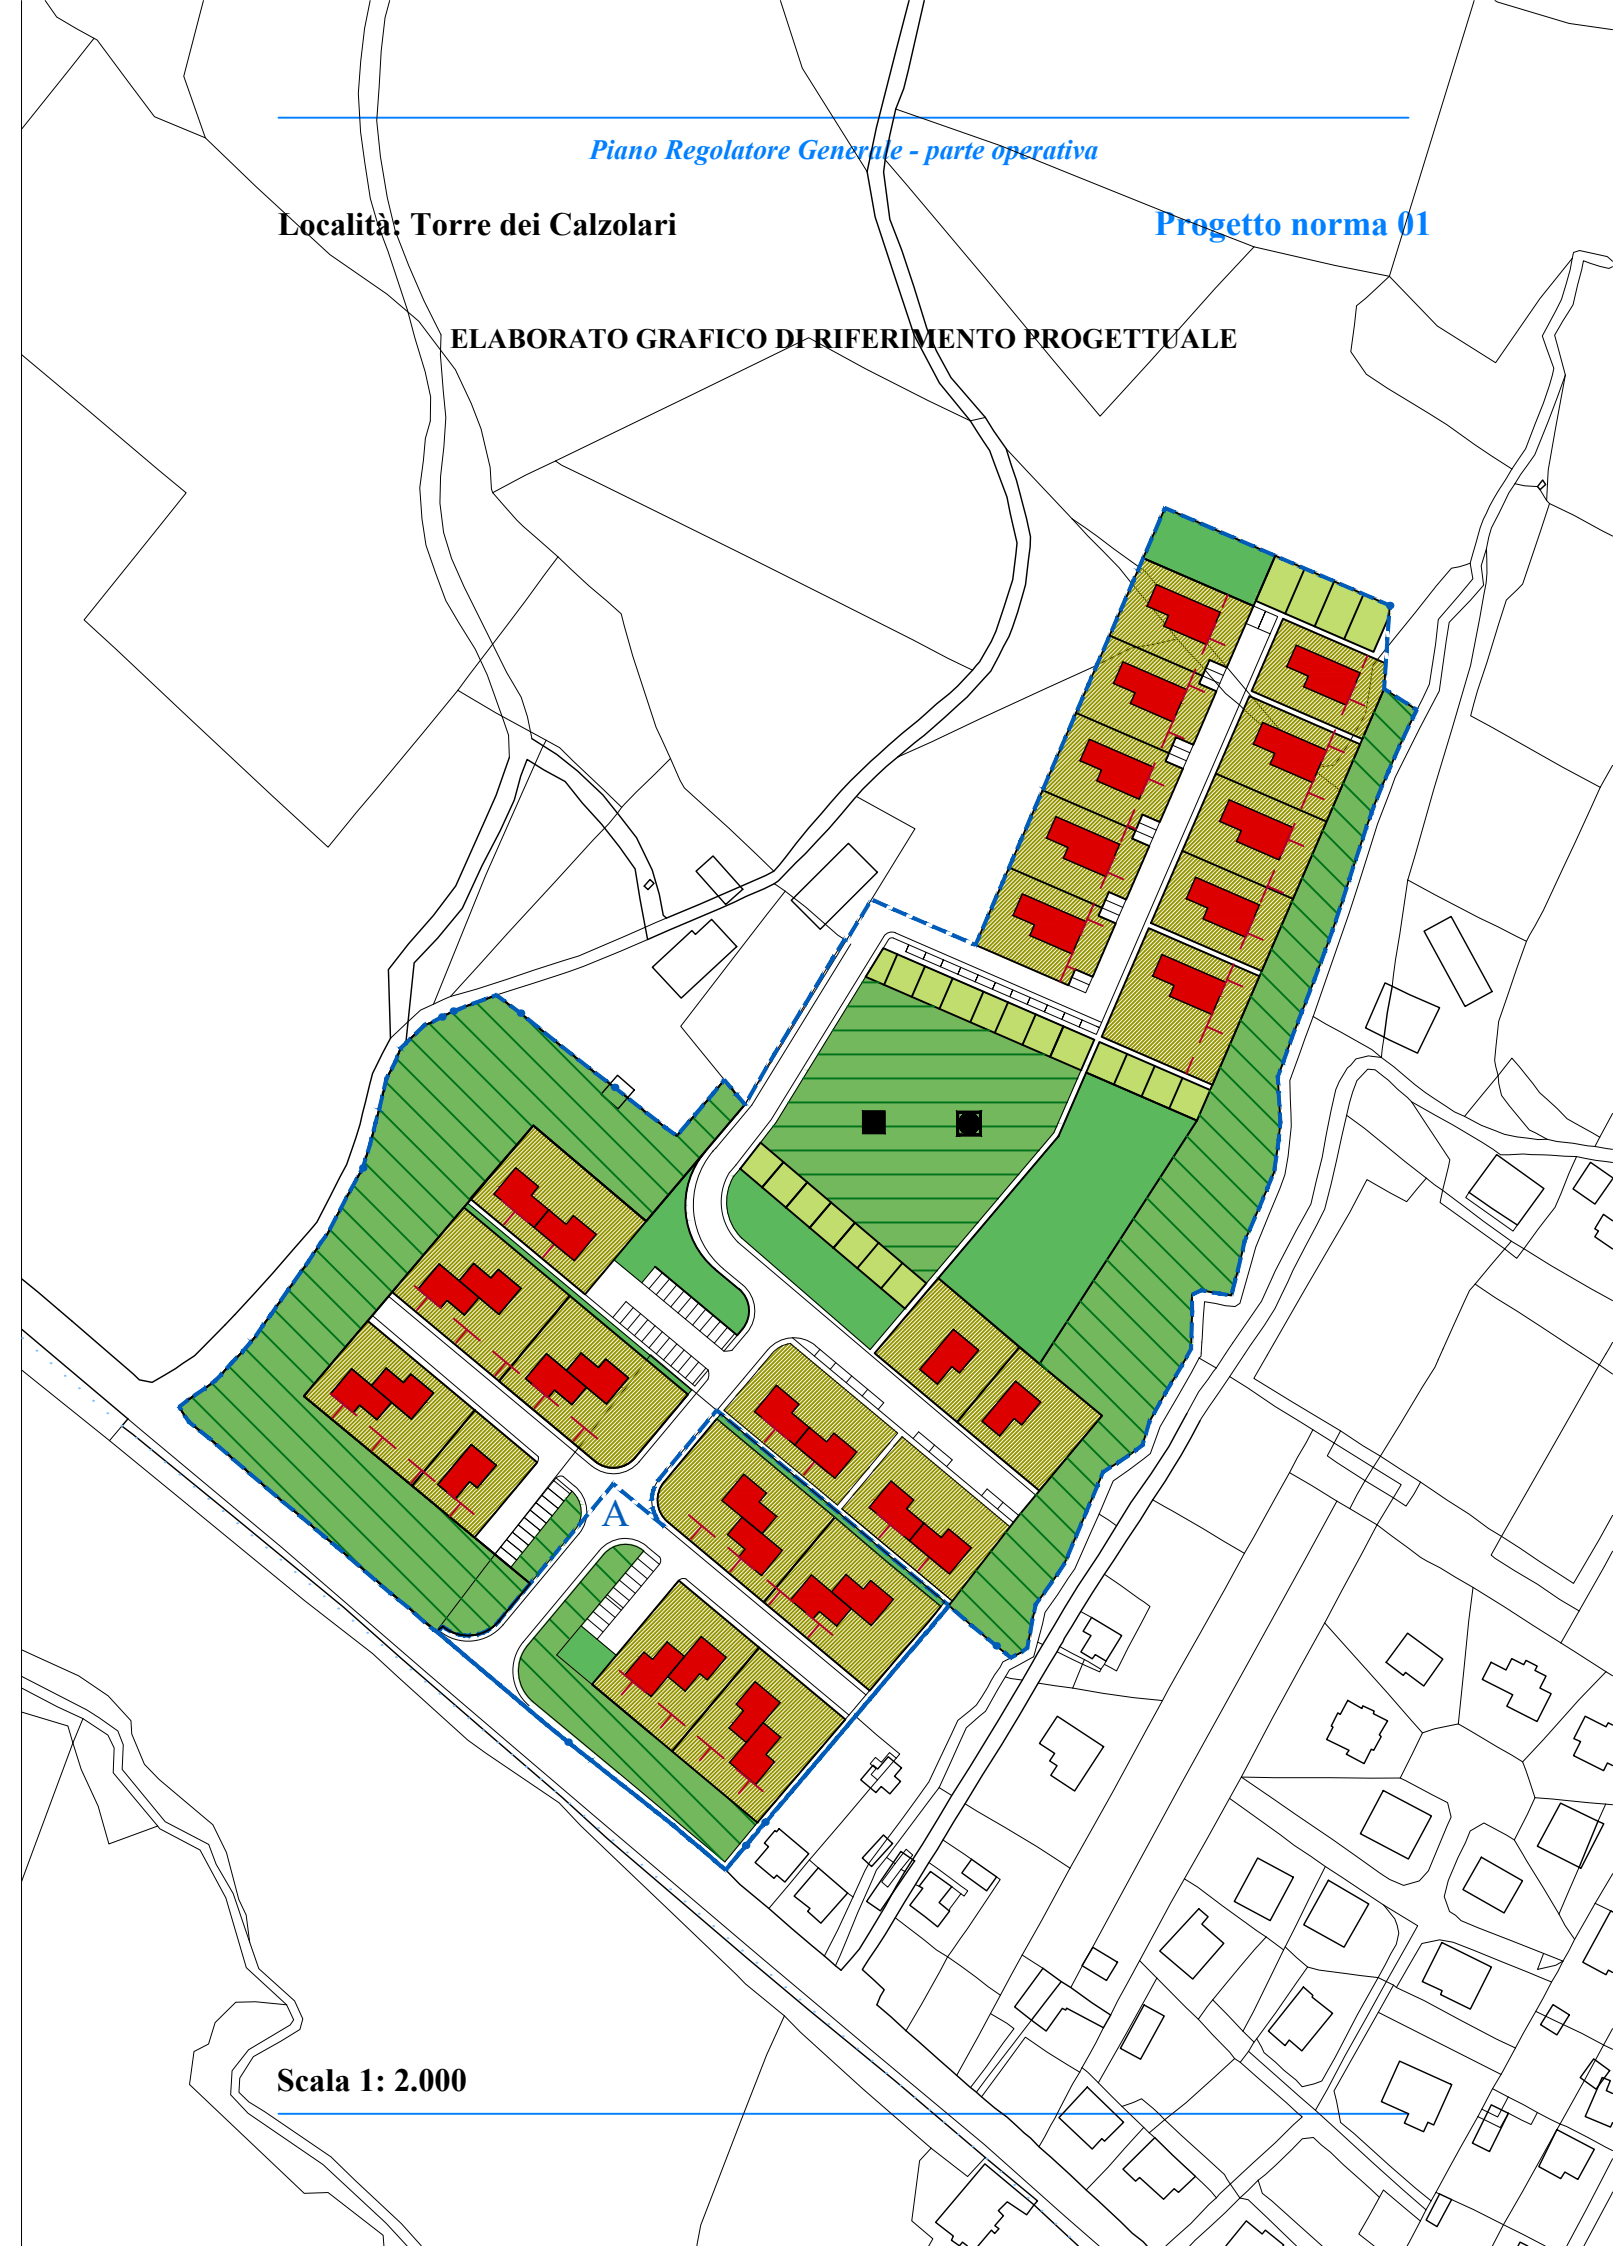 Piano Regolatore Generale - parte operativa
Località: Torre dei Calzolari
Progetto norma 01
ELABORATO GRAFICO DI RIFERIMENTO PROGETTUALE
A
Scala 1: 2.000